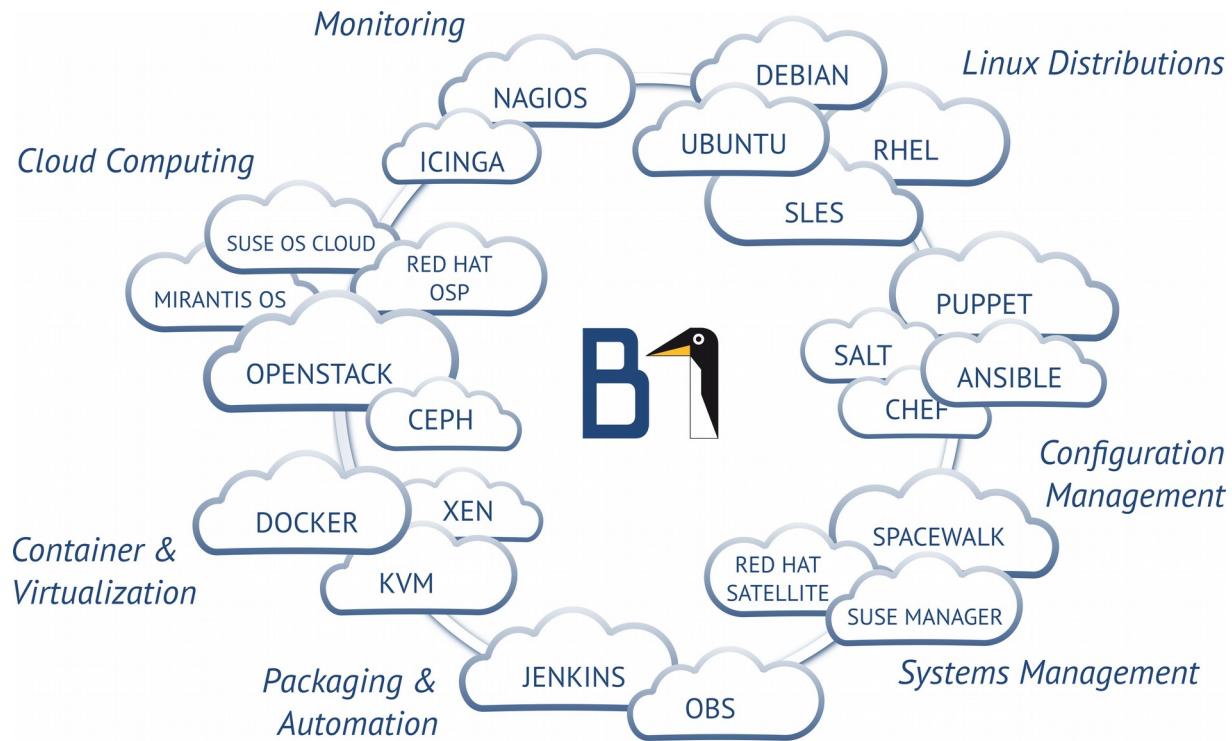 Monitoring
NAGIOS
ICINGA
DEBIAN
UBUNTU
RHEL
SLES
Linux Distributions
Cloud Computing
SUSE OS CLOUD
MIRANTIS OS
RED HAT
OSP
OPENSTACK
CEPH
B1
PUPPET
SALT
ANSIBLE
CHEF
Configuration
Management
DOCKER
XEN
KVM
Container &
Virtualization
SPACEWALK
RED HAT
SATELLITE
SUSE MANAGER
Systems Management
JENKINS
OBS
Packaging &
Automation